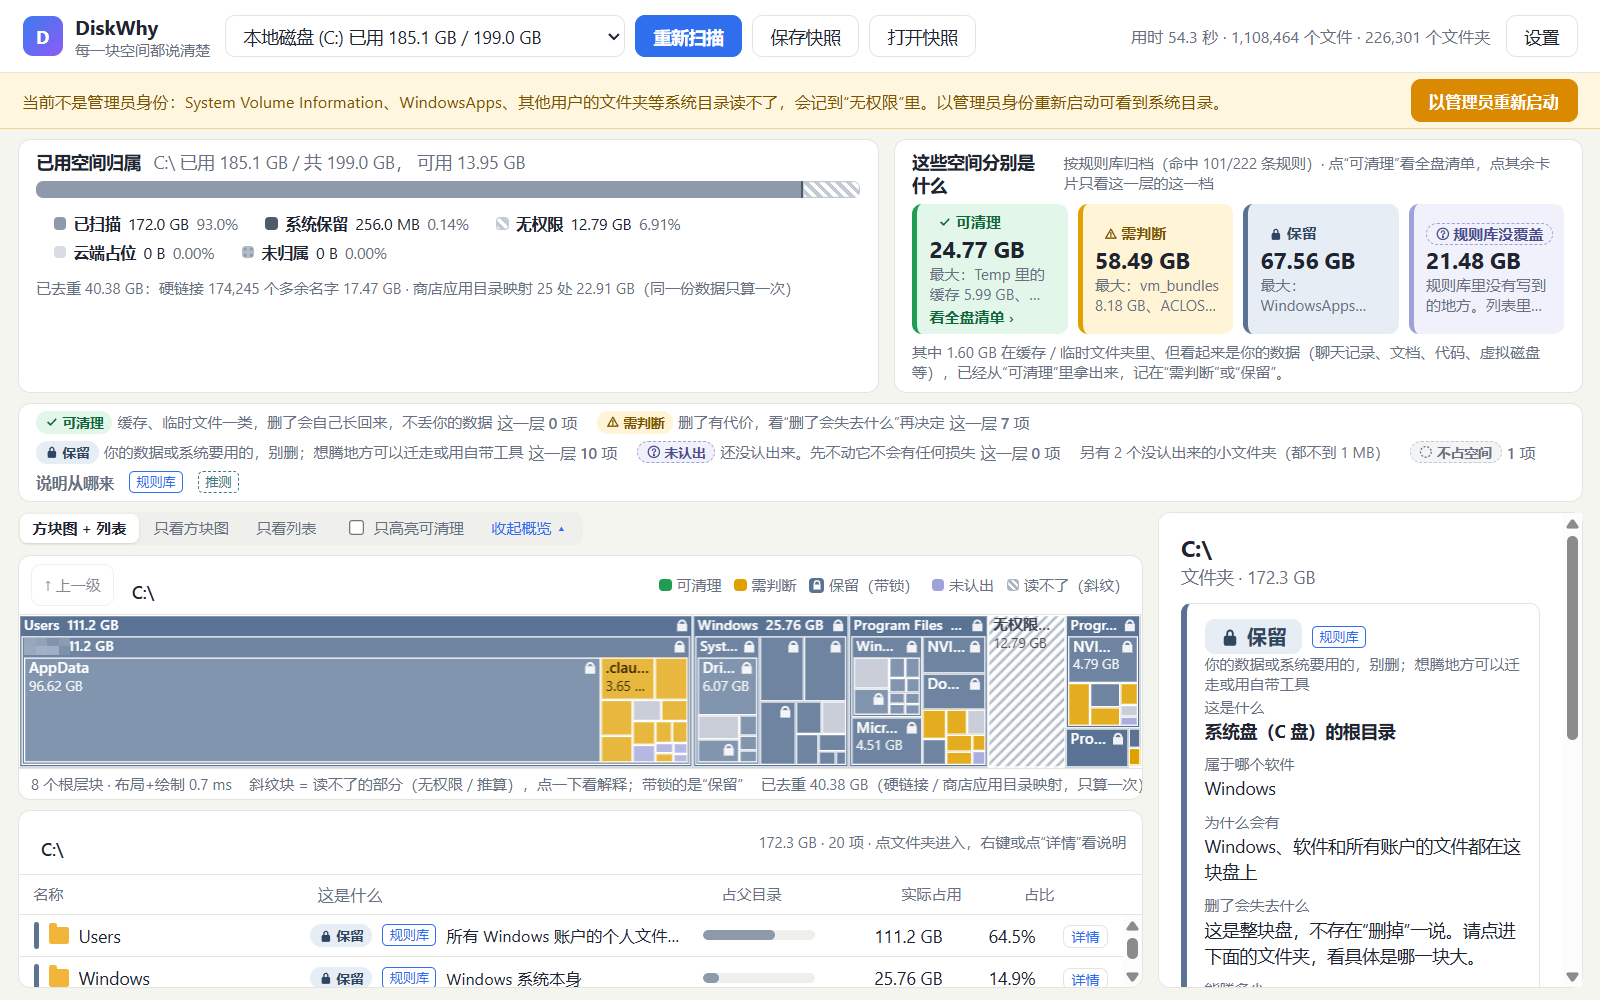 D
DiskWhy
每一块空间都说清楚
本地磁盘 (C:) 已用 185.1 GB / 199.0 GB
重新扫描
保存快照
打开快照
用时 54.3 秒 · 1,108,464 个文件 · 226,301 个文件夹
设置
当前不是管理员身份：System Volume Information、WindowsApps、其他用户的文件夹等系统目录读不了，会记到“无权限”里。以管理员身份重新启动可看到系统目录。
以管理员重新启动
已用空间归属 C:\ 已用 185.1 GB / 共 199.0 GB， 可用 13.95 GB
已扫描 172.0 GB 93.0% 系统保留 256.0 MB 0.14% 无权限 12.79 GB 6.91%
云端占位 0 B 0.00% 未归属 0 B 0.00%
已去重 40.38 GB：硬链接 174,245 个多余名字 17.47 GB · 商店应用目录映射 25 处 22.91 GB（同一份数据只算一次）
这些空间分别是
什么
按规则库归档（命中 101/222 条规则）· 点“可清理”看全盘清单，点其余卡
片只看这一层的这一档
可清理
24.77 GB
最大：Temp 里的
缓存 5.99 GB、...
看全盘清单 ›
需判断
58.49 GB
最大：vm_bundles
8.18 GB、ACLOS...
保留
67.56 GB
最大：
WindowsApps...
规则库没覆盖
21.48 GB
规则库里没有写到
的地方。列表里...
其中 1.60 GB 在缓存 / 临时文件夹里、但看起来是你的数据（聊天记录、文档、代码、虚拟磁盘
等），已经从“可清理”里拿出来，记在“需判断”或“保留”。
可清理 缓存、临时文件一类，删了会自己长回来，不丢你的数据 这一层 0 项 需判断 删了有代价，看“删了会失去什么”再决定 这一层 7 项
保留 你的数据或系统要用的，别删；想腾地方可以迁走或用自带工具 这一层 10 项 未认出 还没认出来。先不动它不会有任何损失 这一层 0 项 另有 2 个没认出来的小文件夹（都不到 1 MB） 不占空间 1 项
说明从哪来 规则库 推测
方块图 + 列表 只看方块图 只看列表 只高亮可清理 收起概览
↑ 上一级
C:\
可清理 需判断 保留（带锁） 未认出 读不了（斜纹）
Users 111.2 GB
11.2 GB
AppData
96.62 GB
.clau...
3.65 ...
Windows 25.76 GB
Syst...
Dri...
6.07 GB
Program Files ...
Win...
NVI...
Do...
Micr...
4.51 GB
无权限...
12.79 GB
Progr...
NVI...
4.79 GB
Pro...
8 个根层块 · 布局+绘制 0.7 ms 斜纹块 = 读不了的部分（无权限 / 推算），点一下看解释；带锁的是“保留” 已去重 40.38 GB（硬链接 / 商店应用目录映射，只算一次）
C:\
172.3 GB · 20 项 · 点文件夹进入，右键或点“详情”看说明
名称 这是什么 占父目录 实际占用 占比
Users 保留 规则库 所有 Windows 账户的个人文件... 111.2 GB 64.5% 详情
Windows 保留 规则库 Windows 系统本身 25.76 GB 14.9% 详情
C:\
文件夹 · 172.3 GB
保留 规则库
你的数据或系统要用的，别删；想腾地方可以迁
走或用自带工具
这是什么
系统盘（C 盘）的根目录
属于哪个软件
Windows
为什么会有
Windows、软件和所有账户的文件都在这
块盘上
删了会失去什么
这是整块盘，不存在“删掉”一说。请点进
下面的文件夹，看具体是哪一块大。